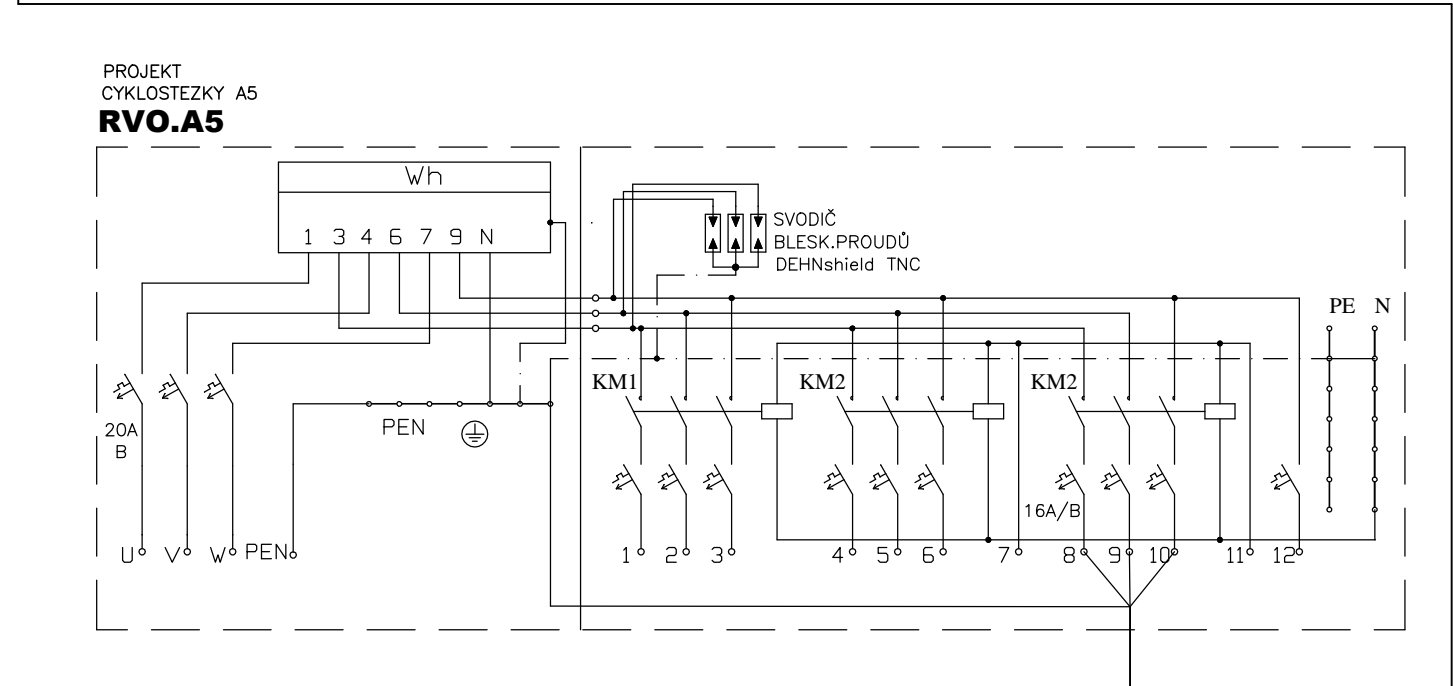 PROJEKT
CYKLOSTEZKY A5
RVO.A5
Wh
1 3 4 6 7 9 N
SVODIČ
BLESK.PROUDŮ
DEHNshield TNC
PE N
KM1 KM2 KM2
20A
B
PEN
16A/B
U V W PEN 1 2 3 4 5 6 7 8 9 10 11 12